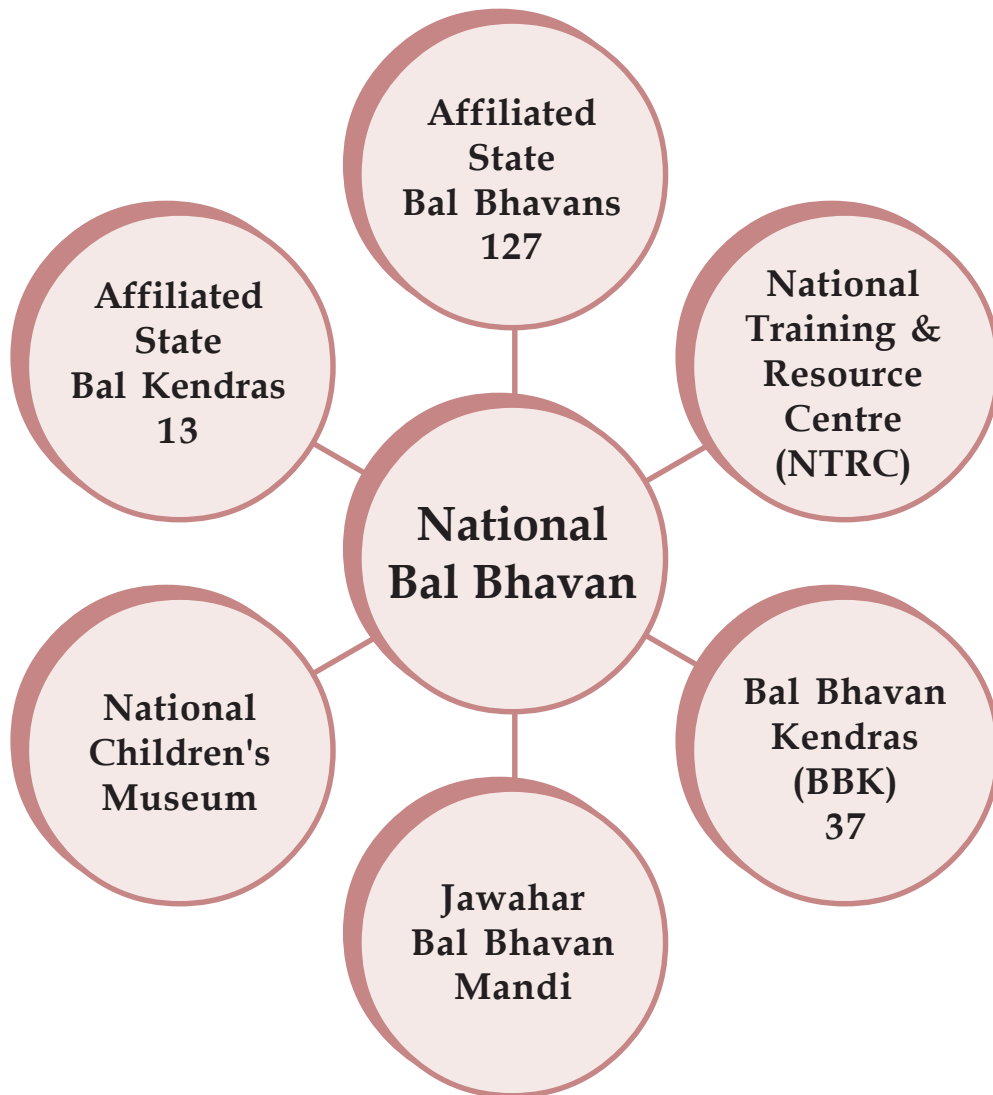 Affiliated
State
Bal Bhavans
127
Affiliated
State
Bal Kendras
13
National
Training &
Resource
Centre
(NTRC)
National
Bal Bhavan
National
Children's
Museum
Bal Bhavan
Kendras
(BBK)
37
Jawahar
Bal Bhavan
Mandi